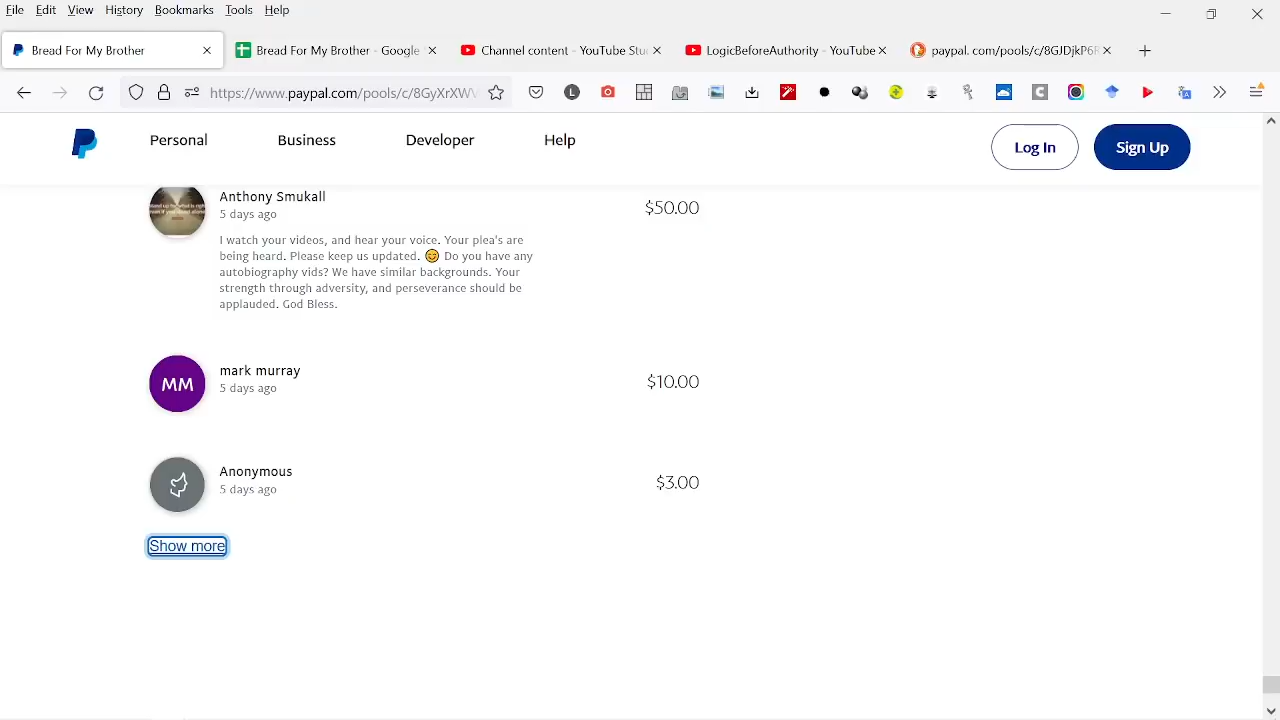 File Edit View History Bookmarks Tools Help
Bread For My Brother
Bread For My Brother - Google
Channel content - YouTube Stu
LogicBeforeAuthority - YouTube
paypal. com/pools/c/8GJDjkP6R
https://www.paypal.com/pools/c/8GyXrXWV
Personal Business Developer Help
Log In Sign Up
Anthony Smukall
5 days ago
$50.00
I watch your videos, and hear your voice. Your plea's are
being heard. Please keep us updated. 😊 Do you have any
autobiography vids? We have similar backgrounds. Your
strength through adversity, and perseverance should be
applauded. God Bless.
MM
mark murray
5 days ago
$10.00
Anonymous
5 days ago
$3.00
Show more